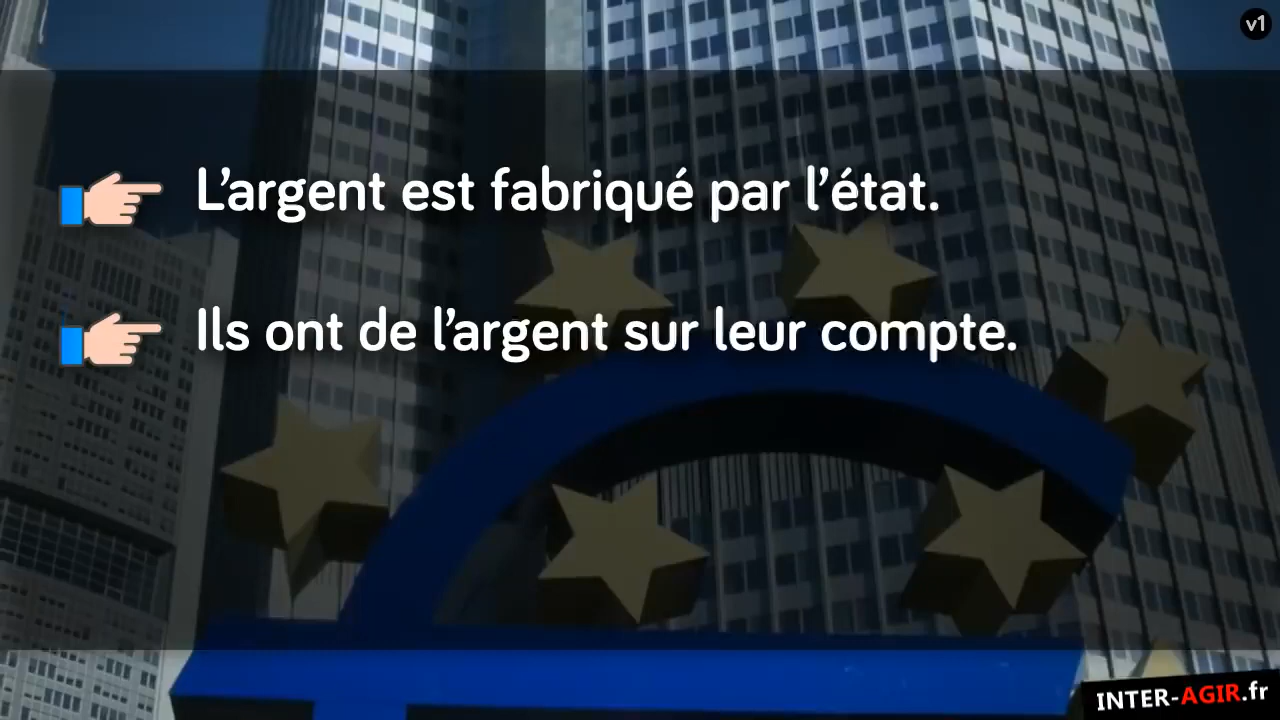 v1
L’argent est fabriqué par l’état.
Ils ont de l’argent sur leur compte.
INTER-AGIR.fr